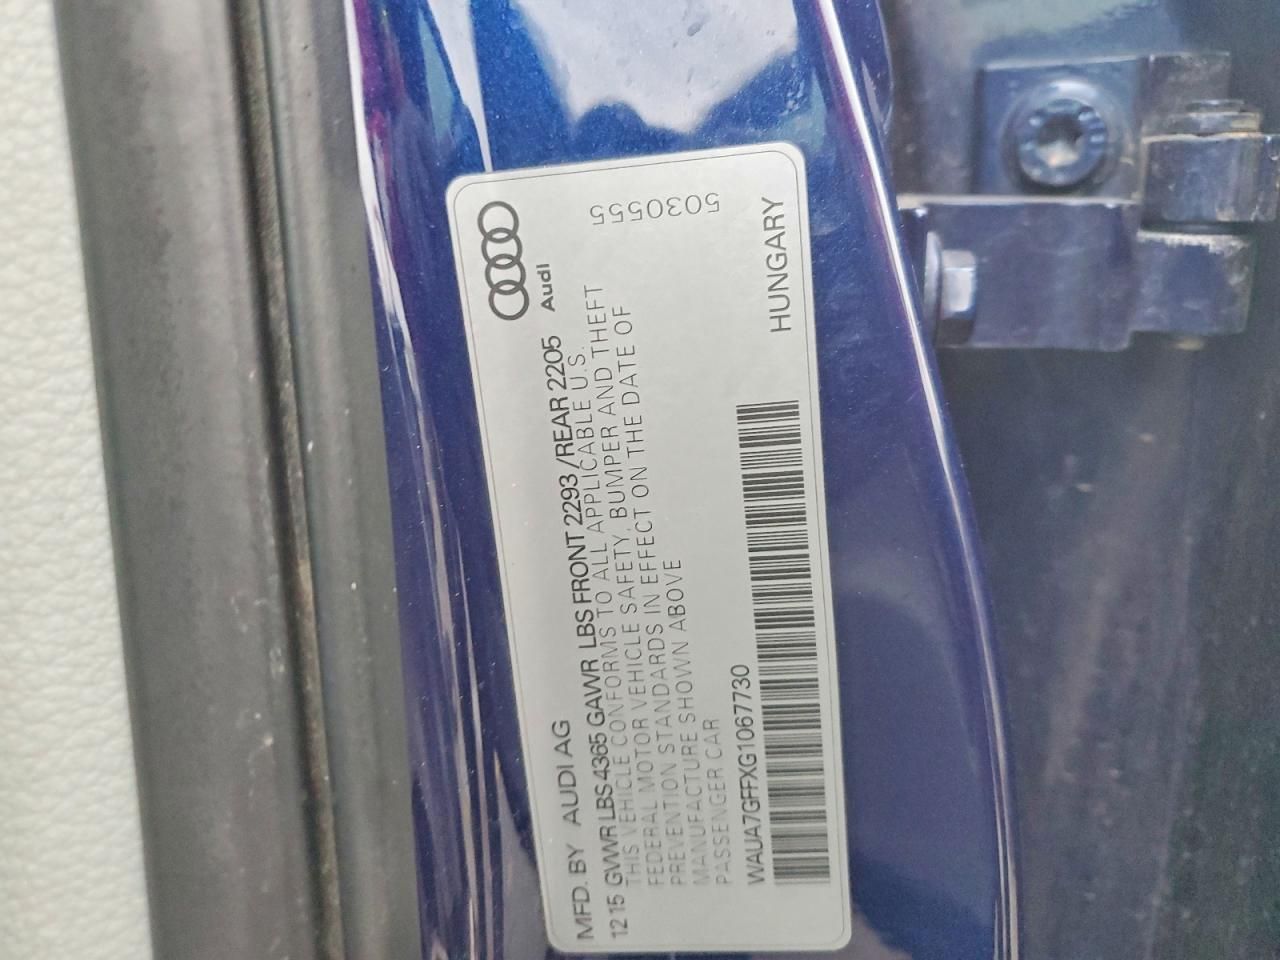 Audi
MFD. BY AUDI AG
12 15 GVWR LBS 4365 GAWR LBS FRONT 2293 / REAR 2205
THIS VEHICLE CONFORMS TO ALL APPLICABLE U.S.
FEDERAL MOTOR VEHICLE SAFETY, BUMPER AND THEFT
PREVENTION STANDARDS IN EFFECT ON THE DATE OF
MANUFACTURE SHOWN ABOVE
PASSENGER CAR
WAUA7GFFXG1067730
HUNGARY
5030555